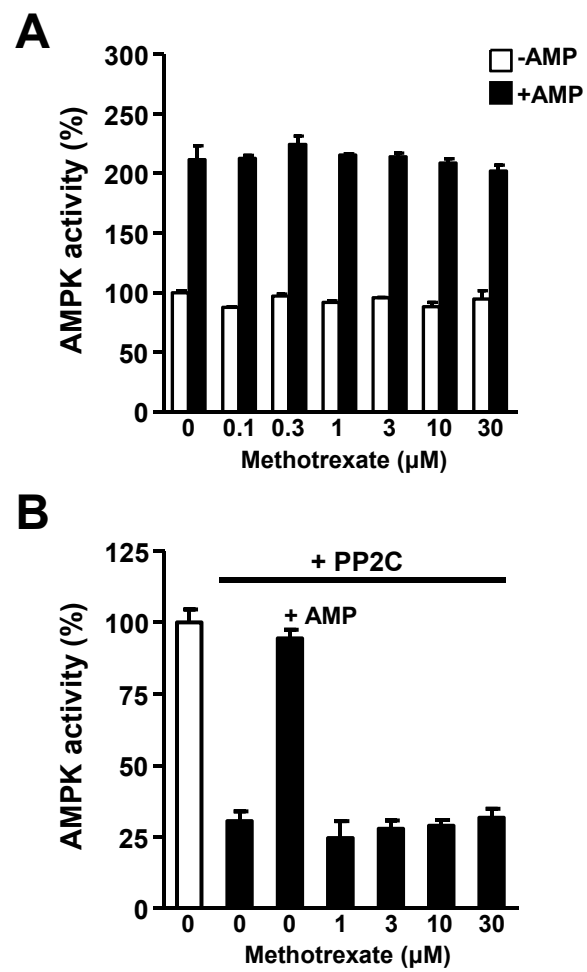 A
300
250
200
150
100
50
0
AMPK activity (%)
-AMP
+AMP
0 0.1 0.3 1 3 10 30
Methotrexate (µM)
B
125
100
75
50
25
0
AMPK activity (%)
+ PP2C
+ AMP
0 0 0 1 3 10 30
Methotrexate (µM)